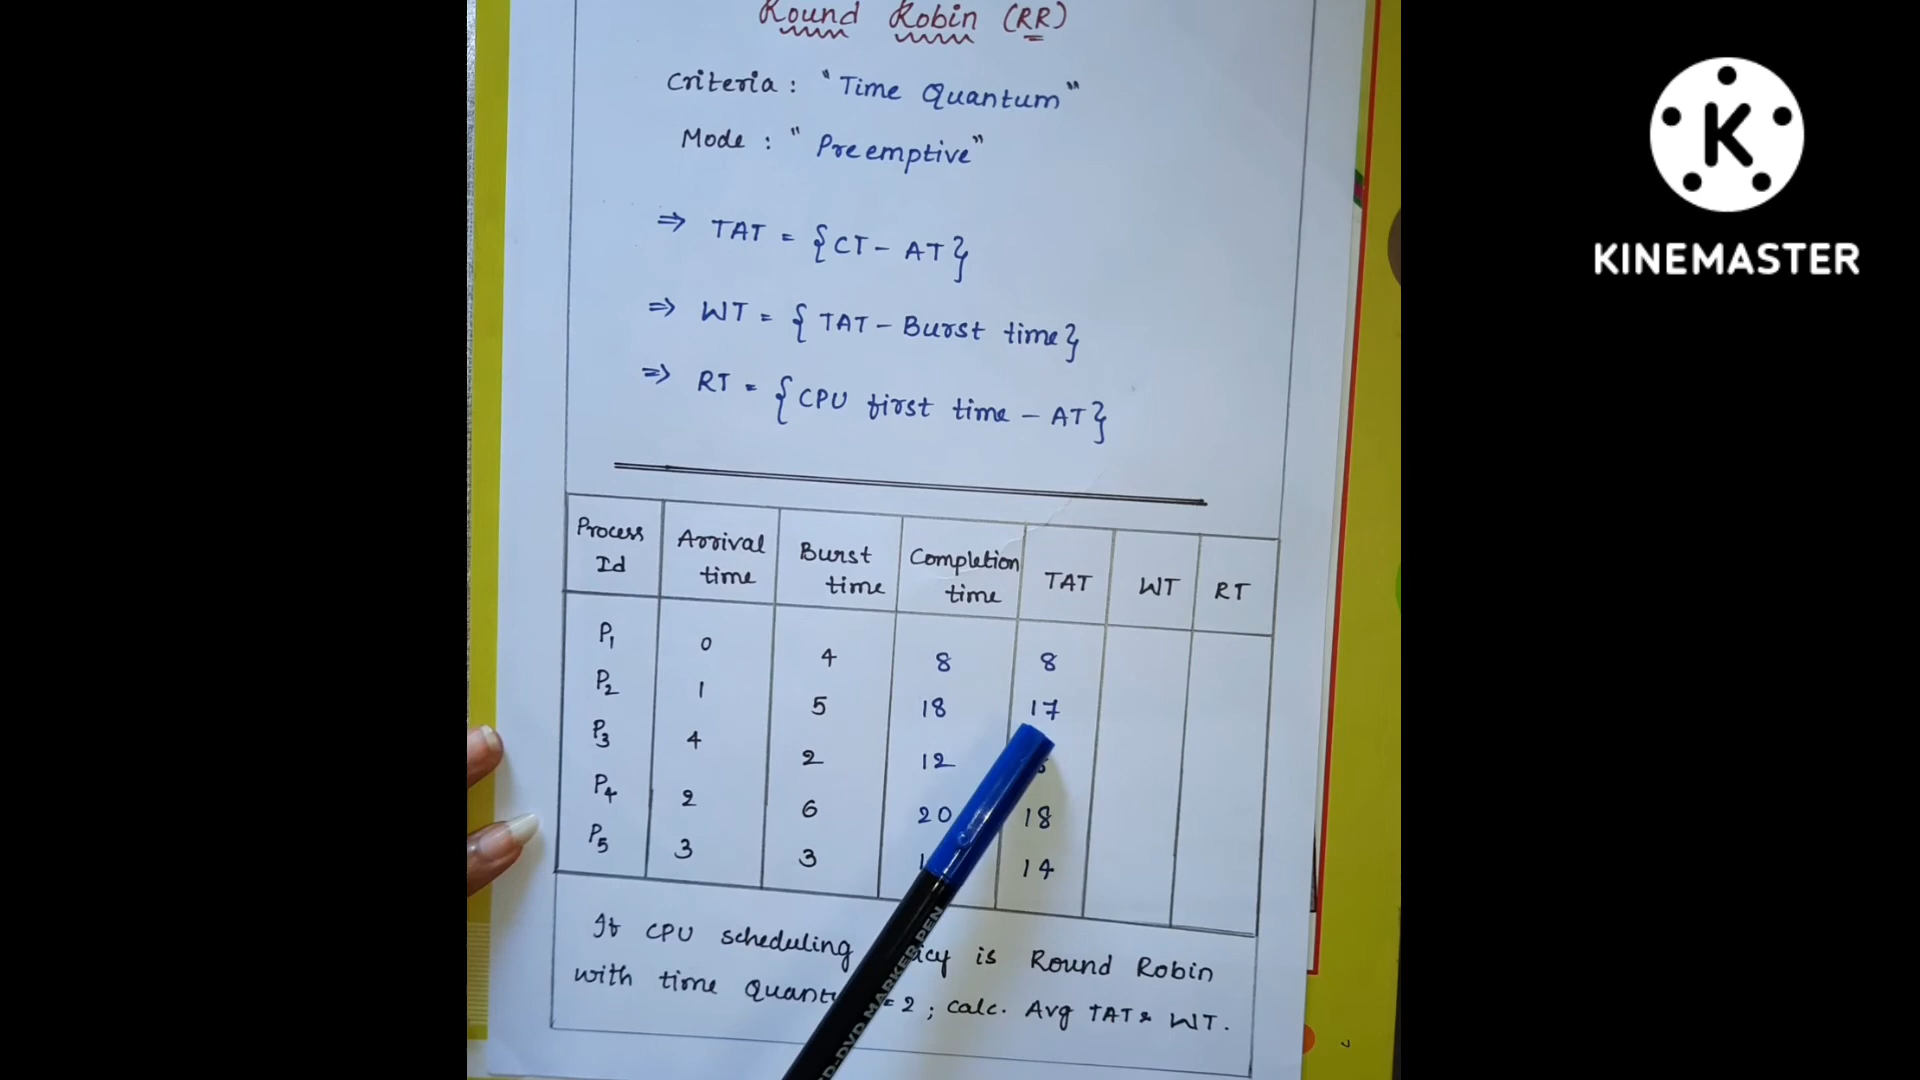 Round Robin (RR)
Criteria : "Time Quantum"
Mode : "Preemptive"
⇒ TAT = {CT - AT}
⇒ WT = {TAT - Burst time}
⇒ RT = {CPU first time - AT}
Process Id Arrival time Burst time Completion time TAT WT RT
P1 0 4 8 8
P2 1 5 18 17
P3 4 2 12
P4 2 6 20 18
P5 3 3 14
If CPU scheduling is Round Robin
with time = 2 ; calc. Avg TAT & WT.
MARKER PEN
K
KINEMASTER